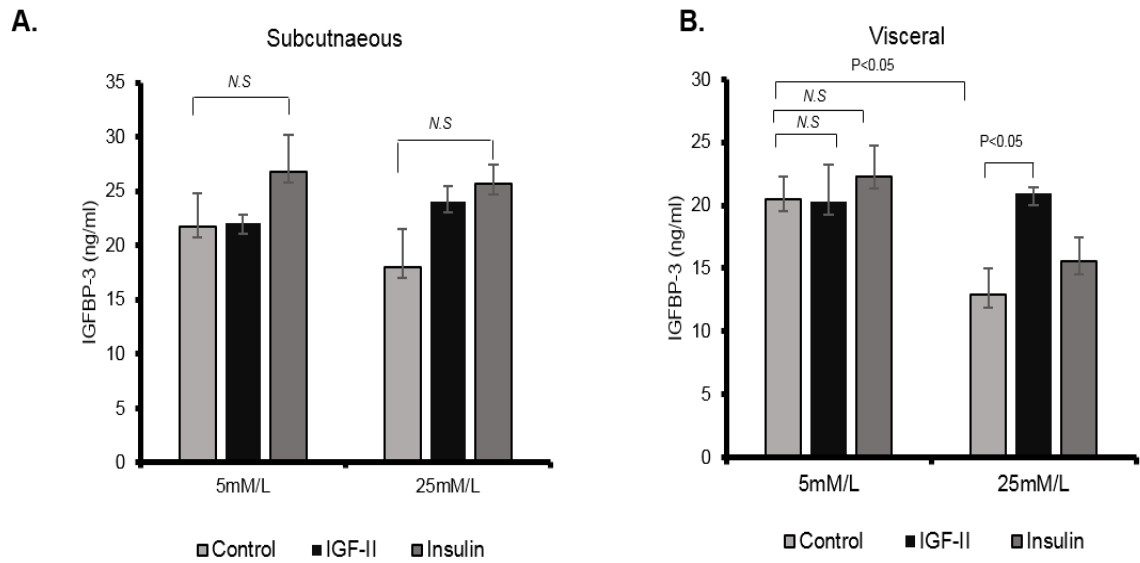 A.
Subcutnaeous
IGFBP-3 (ng/ml)
35
30
25
20
15
10
5
0
N.S
N.S
5mM/L
25mM/L
Control
IGF-II
Insulin
B.
Visceral
IGFBP-3 (ng/ml)
30
25
20
15
10
5
0
P<0.05
N.S
N.S
P<0.05
5mM/L
25mM/L
Control
IGF-II
Insulin